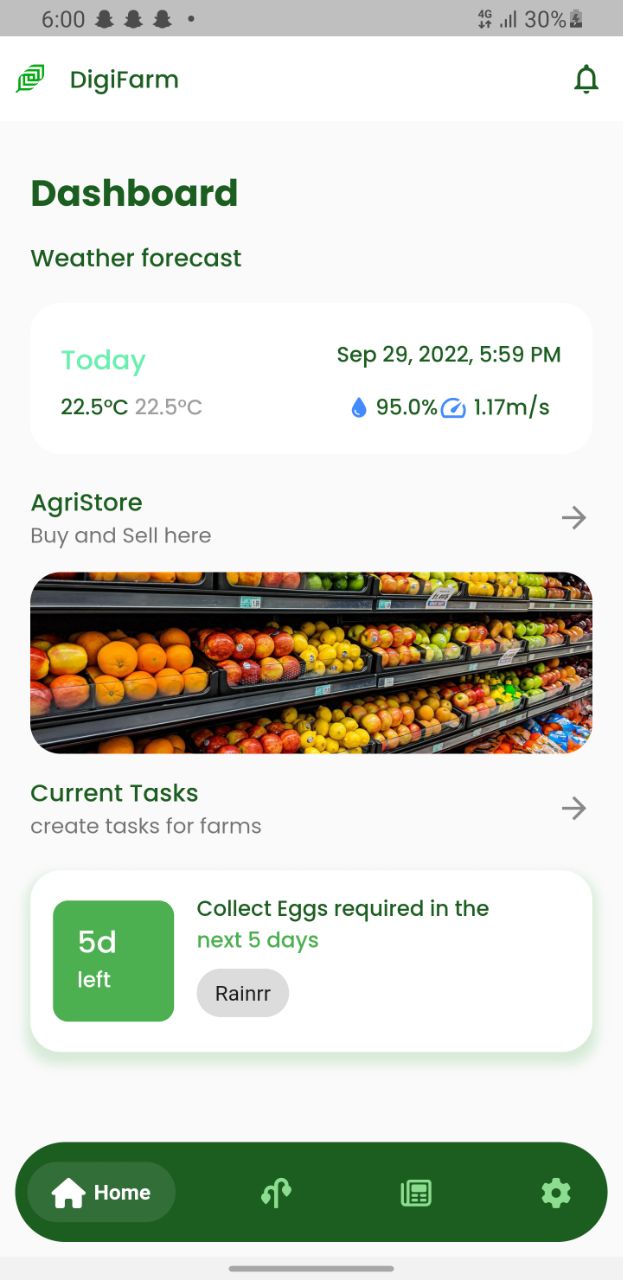 6:00 4G 30%
DigiFarm
Dashboard
Weather forecast
Today Sep 29, 2022, 5:59 PM
22.5°C 22.5°C 95.0% 1.17m/s
AgriStore
Buy and Sell here
Current Tasks
create tasks for farms
5d
left
Collect Eggs required in the
next 5 days
Rainrr
Home